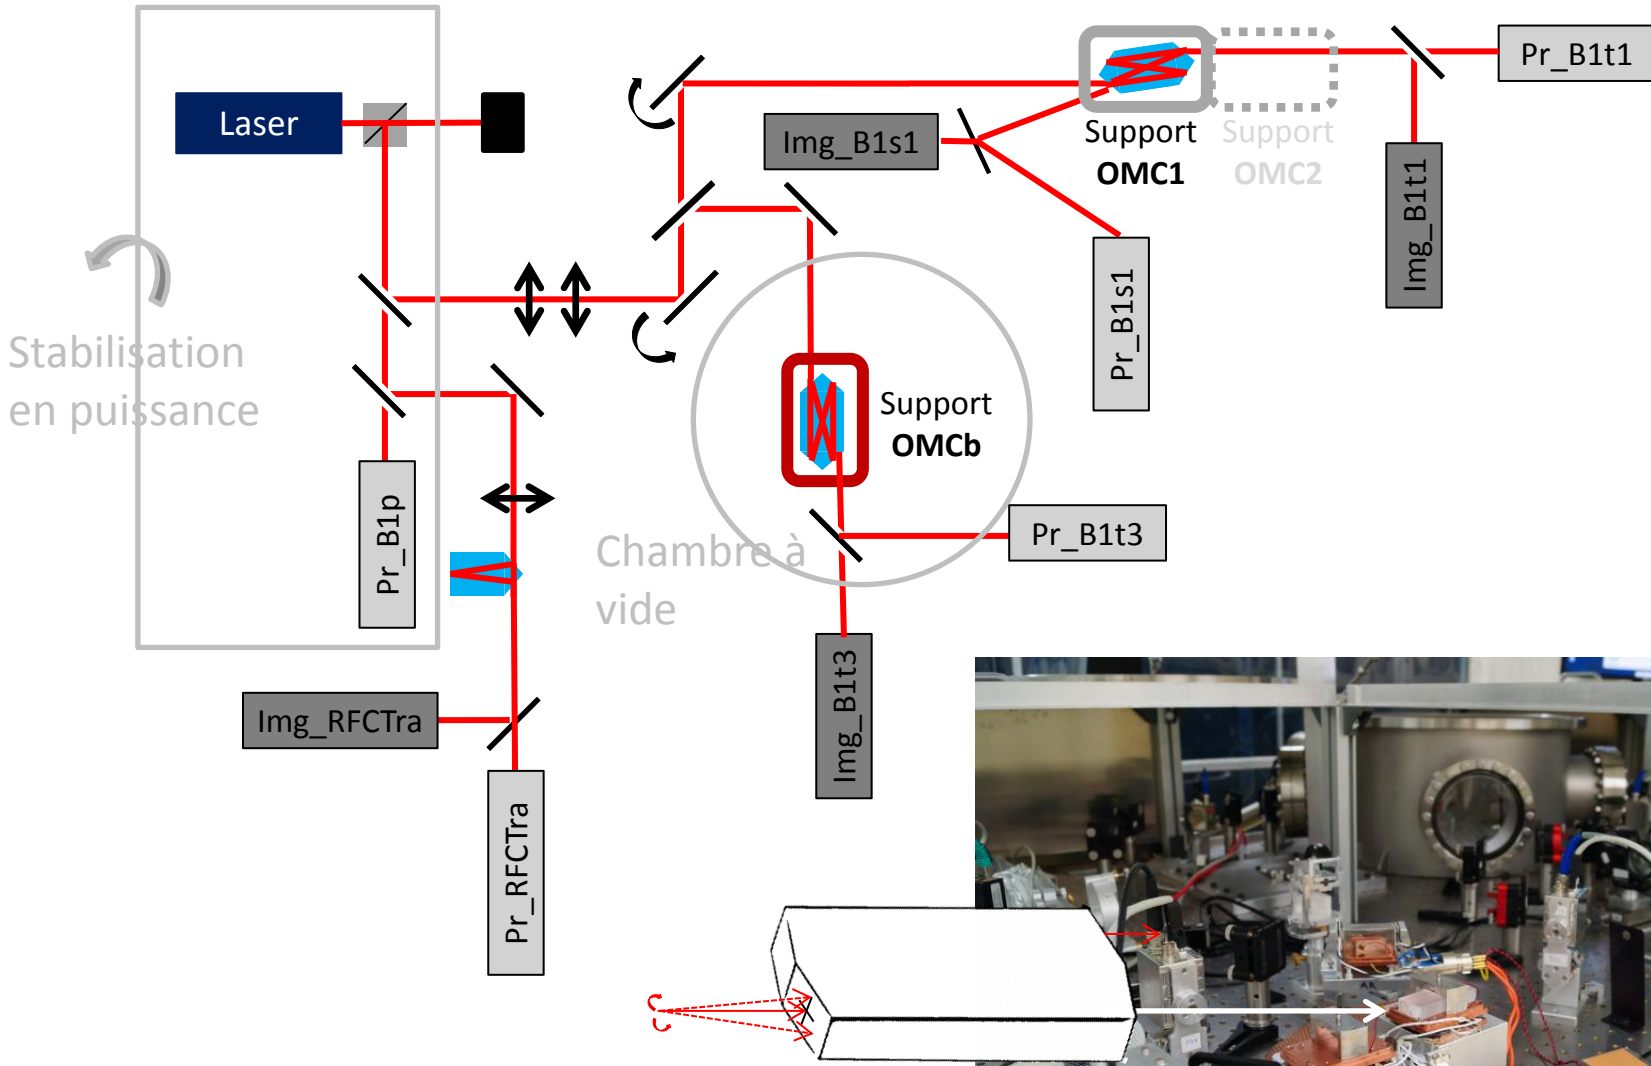 Laser
Img_B1s1
Support
OMC1
Support
OMC2
Pr_B1t1
Img_B1t1
Pr_B1s1
Stabilisation
en puissance
Support
OMCb
Pr_B1p
Pr_B1t3
Chambre à
vide
Img_B1t3
Img_RFCTra
Pr_RFCTra